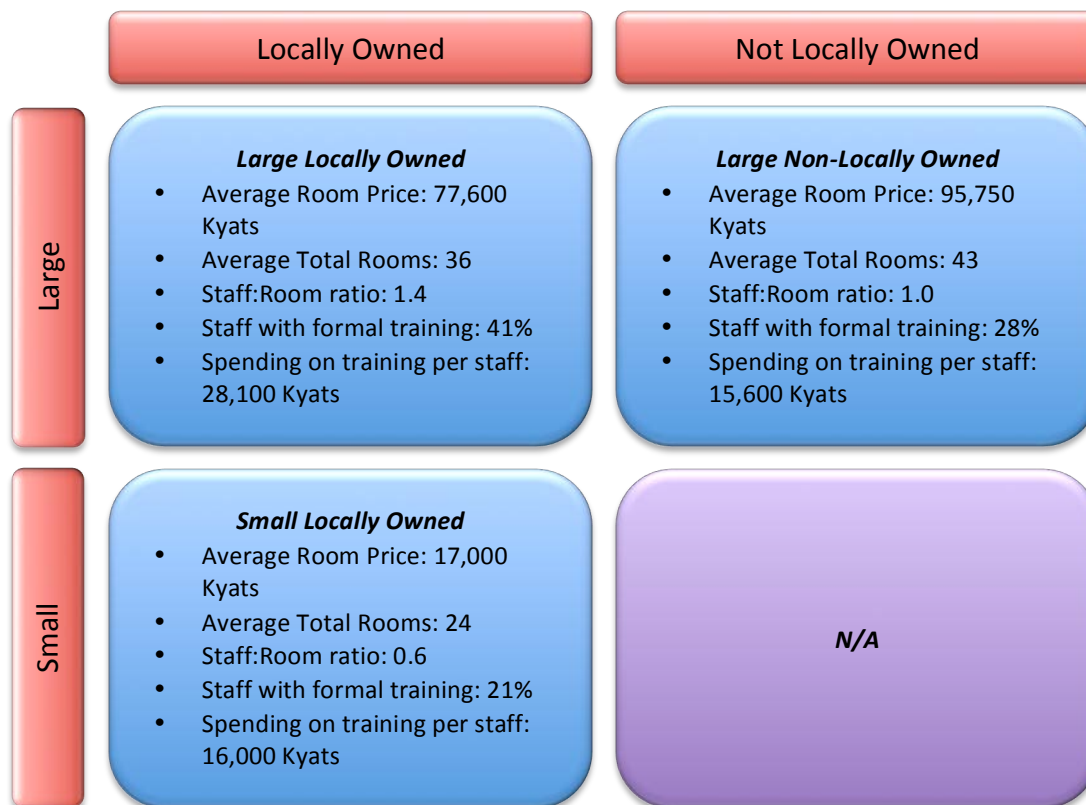 Locally Owned
Not Locally Owned
Large
Large Locally Owned
• Average Room Price: 77,600
Kyats
• Average Total Rooms: 36
• Staff:Room ratio: 1.4
• Staff with formal training: 41%
• Spending on training per staff:
28,100 Kyats
Large Non-Locally Owned
• Average Room Price: 95,750
Kyats
• Average Total Rooms: 43
• Staff:Room ratio: 1.0
• Staff with formal training: 28%
• Spending on training per staff:
15,600 Kyats
Small
Small Locally Owned
• Average Room Price: 17,000
Kyats
• Average Total Rooms: 24
• Staff:Room ratio: 0.6
• Staff with formal training: 21%
• Spending on training per staff:
16,000 Kyats
N/A